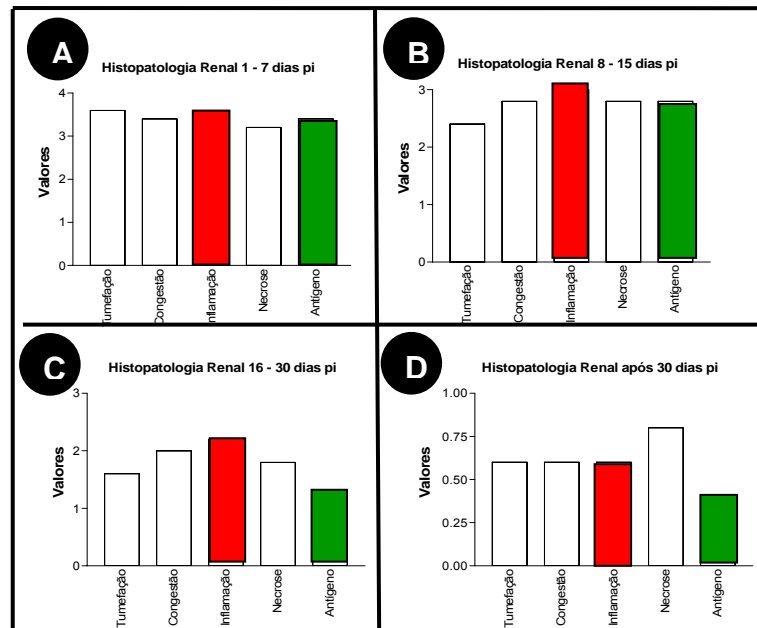 A
Histopatologia Renal 1 - 7 dias pi
Valores
4
3
2
1
0
Tumefação
Congestão
Inflamação
Necrose
Antígeno
B
Histopatologia Renal 8 - 15 dias pi
Valores
3
2
1
0
Tumefação
Congestão
Inflamação
Necrose
Antígeno
C
Histopatologia Renal 16 - 30 dias pi
Valores
3
2
1
0
Tumefação
Congestão
Inflamação
Necrose
Antígeno
D
Histopatologia Renal após 30 dias pi
Valores
1.00
0.75
0.50
0.25
0.00
Tumefação
Congestão
Inflamação
Necrose
Antígeno